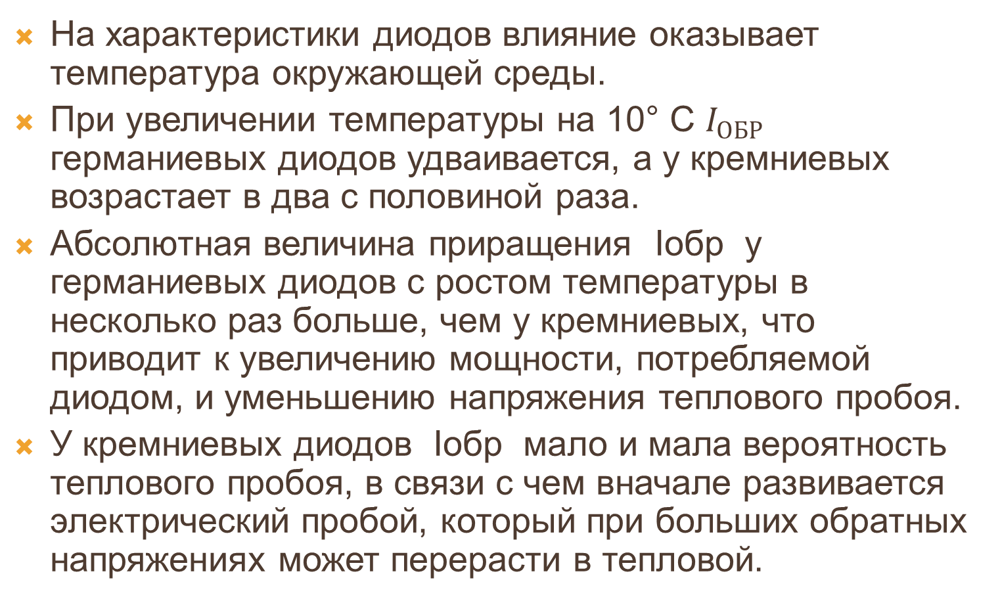 На характеристики диодов влияние оказывает
температура окружающей среды.
При увеличении температуры на 10° С I ОБР
германиевых диодов удваивается, а у кремниевых
возрастает в два с половиной раза.
Абсолютная величина приращения Iобр у
германиевых диодов с ростом температуры в
несколько раз больше, чем у кремниевых, что
приводит к увеличению мощности, потребляемой
диодом, и уменьшению напряжения теплового пробоя.
У кремниевых диодов Iобр мало и мала вероятность
теплового пробоя, в связи с чем вначале развивается
электрический пробой, который при больших обратных
напряжениях может перерасти в тепловой.